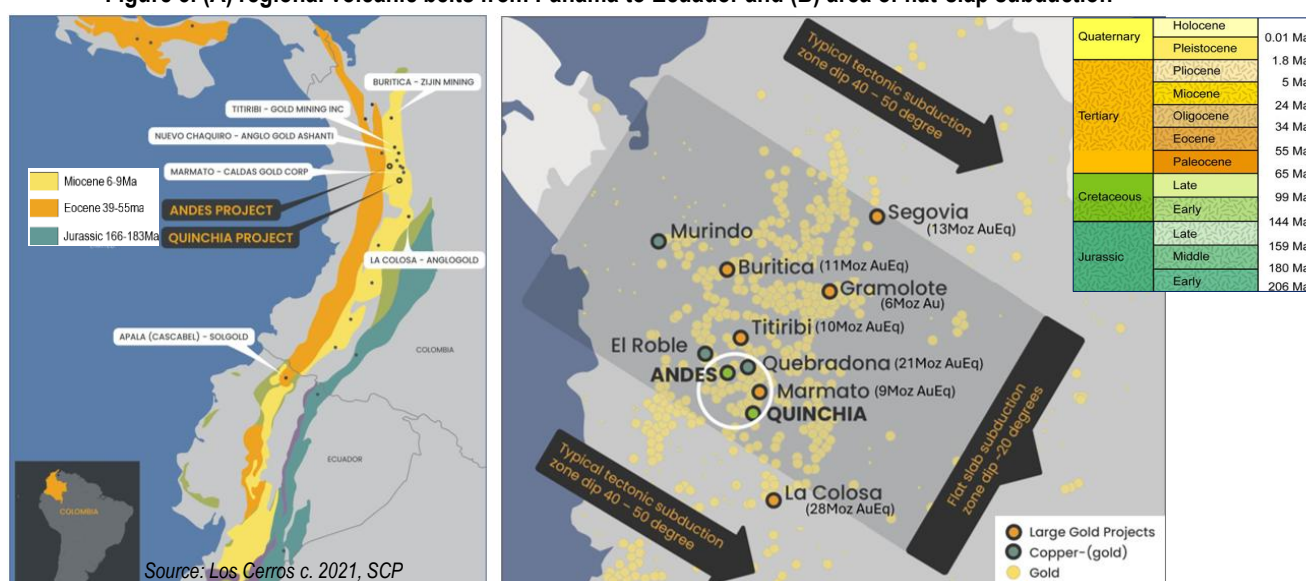 Figure 6: (A) regional volcanic belts from Panama to Ecuador and (B) area of flat-slap subduction
BURITICA - ZIJIN MINING
TITIRIBI - GOLD MINING INC
NUEVO CHAQUIRO - ANGLO GOLD ASHANTI
MARMATO - CALDAS GOLD CORP
ANDES PROJECT
QUINCHIA PROJECT
Miocene 6-9Ma
Eocene 39-55ma
Jurassic 166-183Ma
LA COLOSA - ANGLOGOLD
APALA (CASCABEL) - SOLGOLD
COLOMBIA
ECUADOR
COLOMBIA
Source: Los Cerros c. 2021, SCP
Typical tectonic subduction
zone dip 40 - 50 degree
Murindo
Segovia
(13Moz AuEq)
Buritica (11Moz AuEq)
Gramolote
(6Moz Au)
Titiribi (10Moz AuEq)
El Roble
Quebradona (21Moz AuEq)
ANDES
Marmato (9Moz AuEq)
QUINCHIA
Typical tectonic subduction
zone dip 40 - 50 degree
La Colosa
(28Moz AuEq)
Flat slab subduction
zone dip ~20 degrees
Large Gold Projects
Copper-(gold)
Gold
Quaternary
Holocene
0.01 Ma
Pleistocene
1.8 Ma
Tertiary
Pliocene
5 Ma
Miocene
24 Ma
Oligocene
34 Ma
Eocene
55 Ma
Paleocene
65 Ma
Cretaceous
Late
99 Ma
Early
144 Ma
Jurassic
Late
159 Ma
Middle
180 Ma
Early
206 Ma